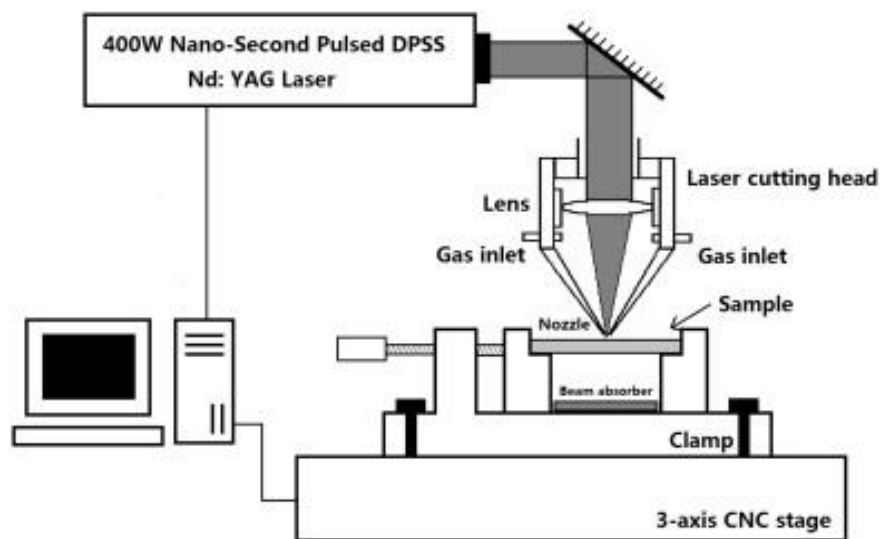 400W Nano-Second Pulsed DPSS
Nd: YAG Laser
Laser cutting head
Lens
Gas inlet
Gas inlet
Sample
Nozzle
Beam absorber
Clamp
3-axis CNC stage